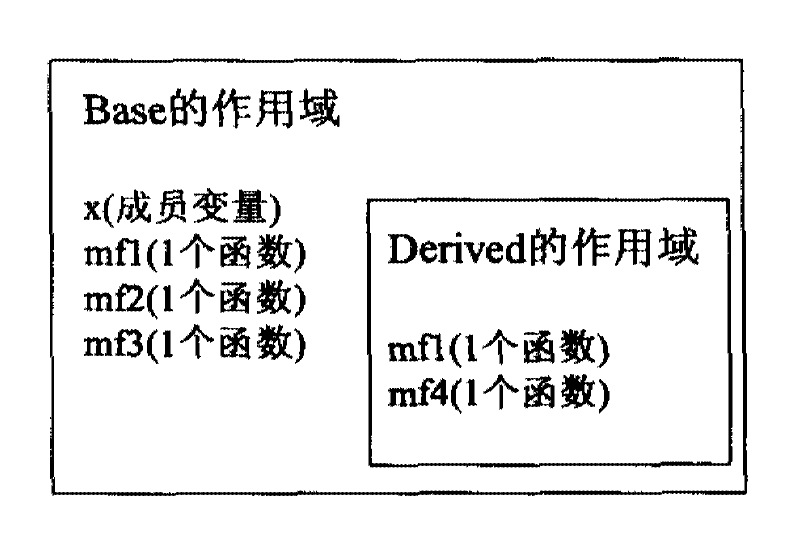 Base的作用域
x(成员变量)
mf1(1个函数)
mf2(1个函数)
mf3(1个函数)
Derived的作用域
mf1(1个函数)
mf4(1个函数)